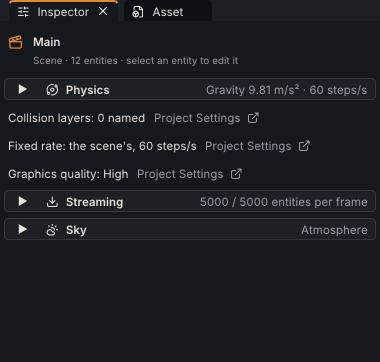 Inspector
Asset
Main
Scene · 12 entities · select an entity to edit it
Physics Gravity 9.81 m/s² · 60 steps/s
Collision layers: 0 named Project Settings
Fixed rate: the scene's, 60 steps/s Project Settings
Graphics quality: High Project Settings
Streaming 5000 / 5000 entities per frame
Sky Atmosphere